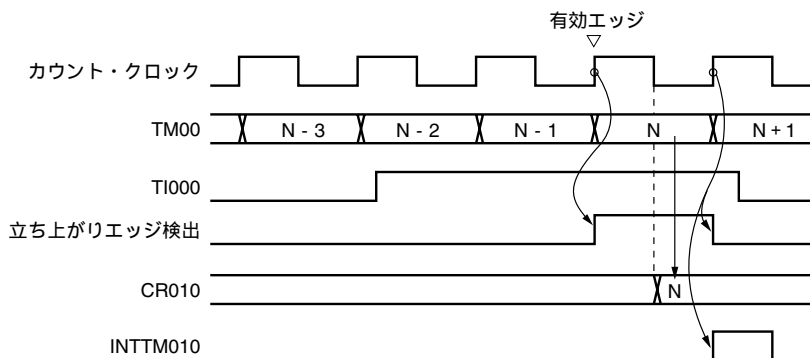 有効エッジ
カウント・クロック
TM00 N - 3 N - 2 N - 1 N N + 1
TI000
立ち上がりエッジ検出
CR010 N
INTTM010